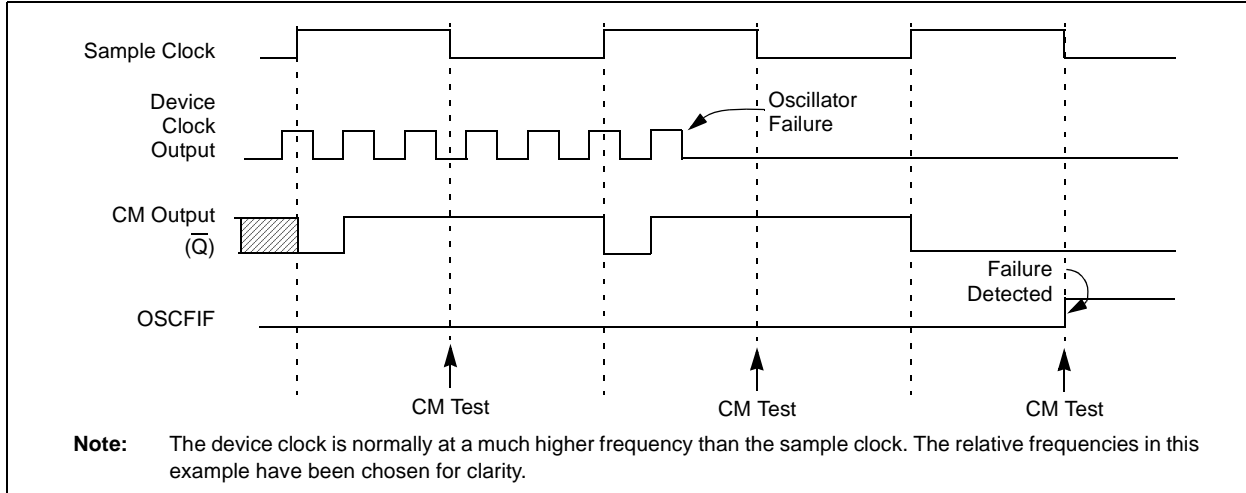 Sample Clock
Device
Clock
Output
Oscillator
Failure
CM Output
(Q̅)
Failure
Detected
OSCFIF
CM Test
CM Test
CM Test
Note: The device clock is normally at a much higher frequency than the sample clock. The relative frequencies in this
example have been chosen for clarity.